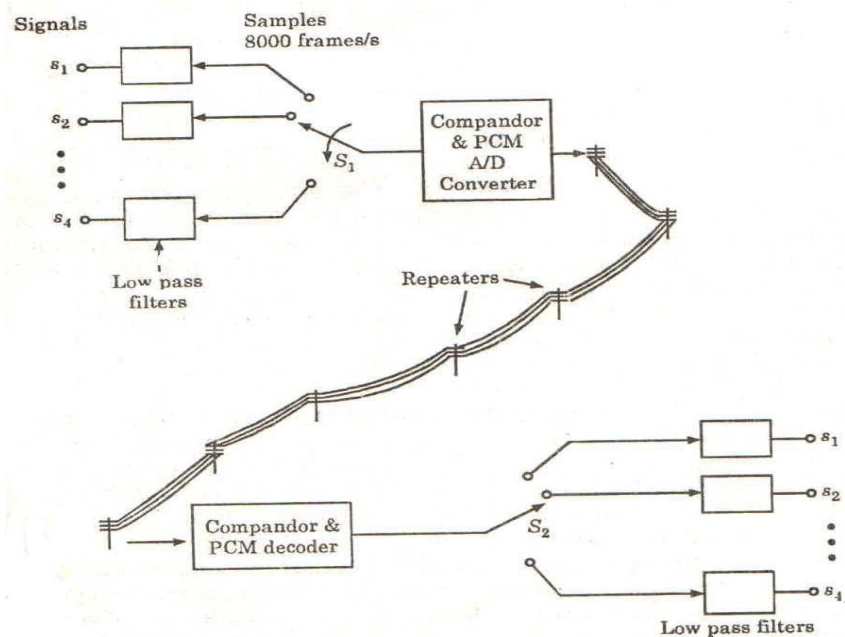 Signals
Samples
8000 frames/s
s₁
s₂
S₁
s₄
Compandor
& PCM
A/D
Converter
Low pass
filters
Repeaters
Compandor &
PCM decoder
S₂
s₁
s₂
s₄
Low pass filters